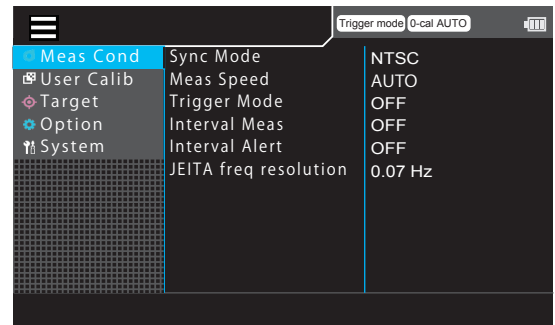 Trigger mode 0-cal AUTO
Meas Cond Sync Mode NTSC
User Calib Meas Speed AUTO
Target Trigger Mode OFF
Option Interval Meas OFF
System Interval Alert OFF
JEITA freq resolution 0.07 Hz